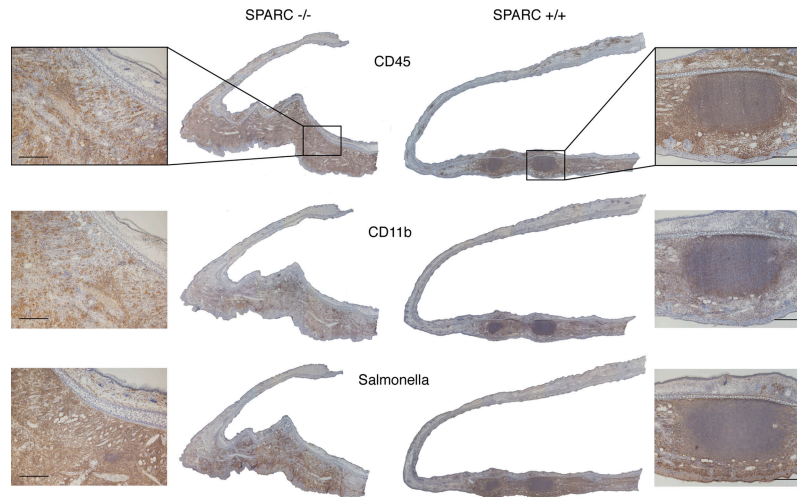 SPARC -/- SPARC +/+
CD45
CD11b
Salmonella